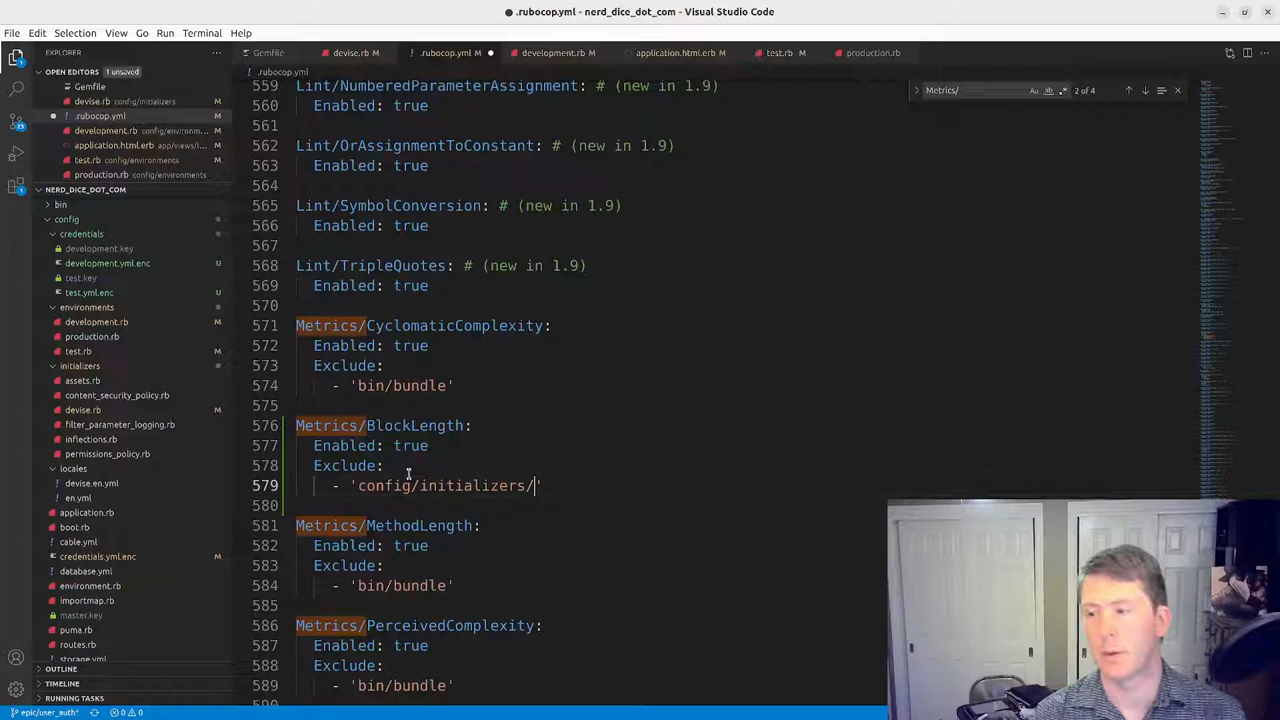 .rubocop.yml - nerd_dice_dot_com - Visual Studio Code
File Edit Selection View Go Run Terminal Help
EXPLORER
Gemfile
devise.rb M
.rubocop.yml M
development.rb M
application.html.erb M
test.rb M
production.rb
OPEN EDITORS 1 unsaved
.rubocop.yml
Gemfile
devise.rb config/initializers
.rubocop.yml
development.rb config/environm...
application.html.erb app/views/l...
test.rb config/environments
production.rb config/environments
NERD_DICE_DOT_COM
bin
config
credentials
development.key
development.yml.enc U
test.key
test.yml.enc U
environments
development.rb M
production.rb M
test.rb M
initializers
assets.rb
content_security_policy.rb
devise.rb M
filter_parameter_logging.rb
inflections.rb
permissions_policy.rb
locales
devise.en.yml
en.yml
application.rb
boot.rb
cable.yml
credentials.yml.enc M
database.yml
environment.rb
importmap.rb
master.key
puma.rb
routes.rb
storage.yml
OUTLINE
TIMELINE
RUNNING TASKS
Metrics/ Aa ab .* 2 of 4
559 Lint/NumberedParameterAssignment: # (new in 1.9)
560 Enabled: true
561
562 Lint/OrAssignmentToConstant: # (new in 1.9)
563 Enabled: true
564
565 Lint/SymbolConversion: # (new in 1.9)
566 Enabled: true
567
568 Lint/TripleQuotes: # (new in 1.9)
569 Enabled: true
570
571 Metrics/CyclomaticComplexity:
572 Enabled: true
573 Exclude:
574 - 'bin/bundle'
575
576 Metrics/BlockLength:
577 Enabled: true
578 Exclude:
579 - 'config/initializers/'
580
581 Metrics/MethodLength:
582 Enabled: true
583 Exclude:
584 - 'bin/bundle'
585
586 Metrics/PerceivedComplexity:
587 Enabled: true
588 Exclude:
589 - 'bin/bundle'
590
epic/user_auth* 0 0
23
1
1